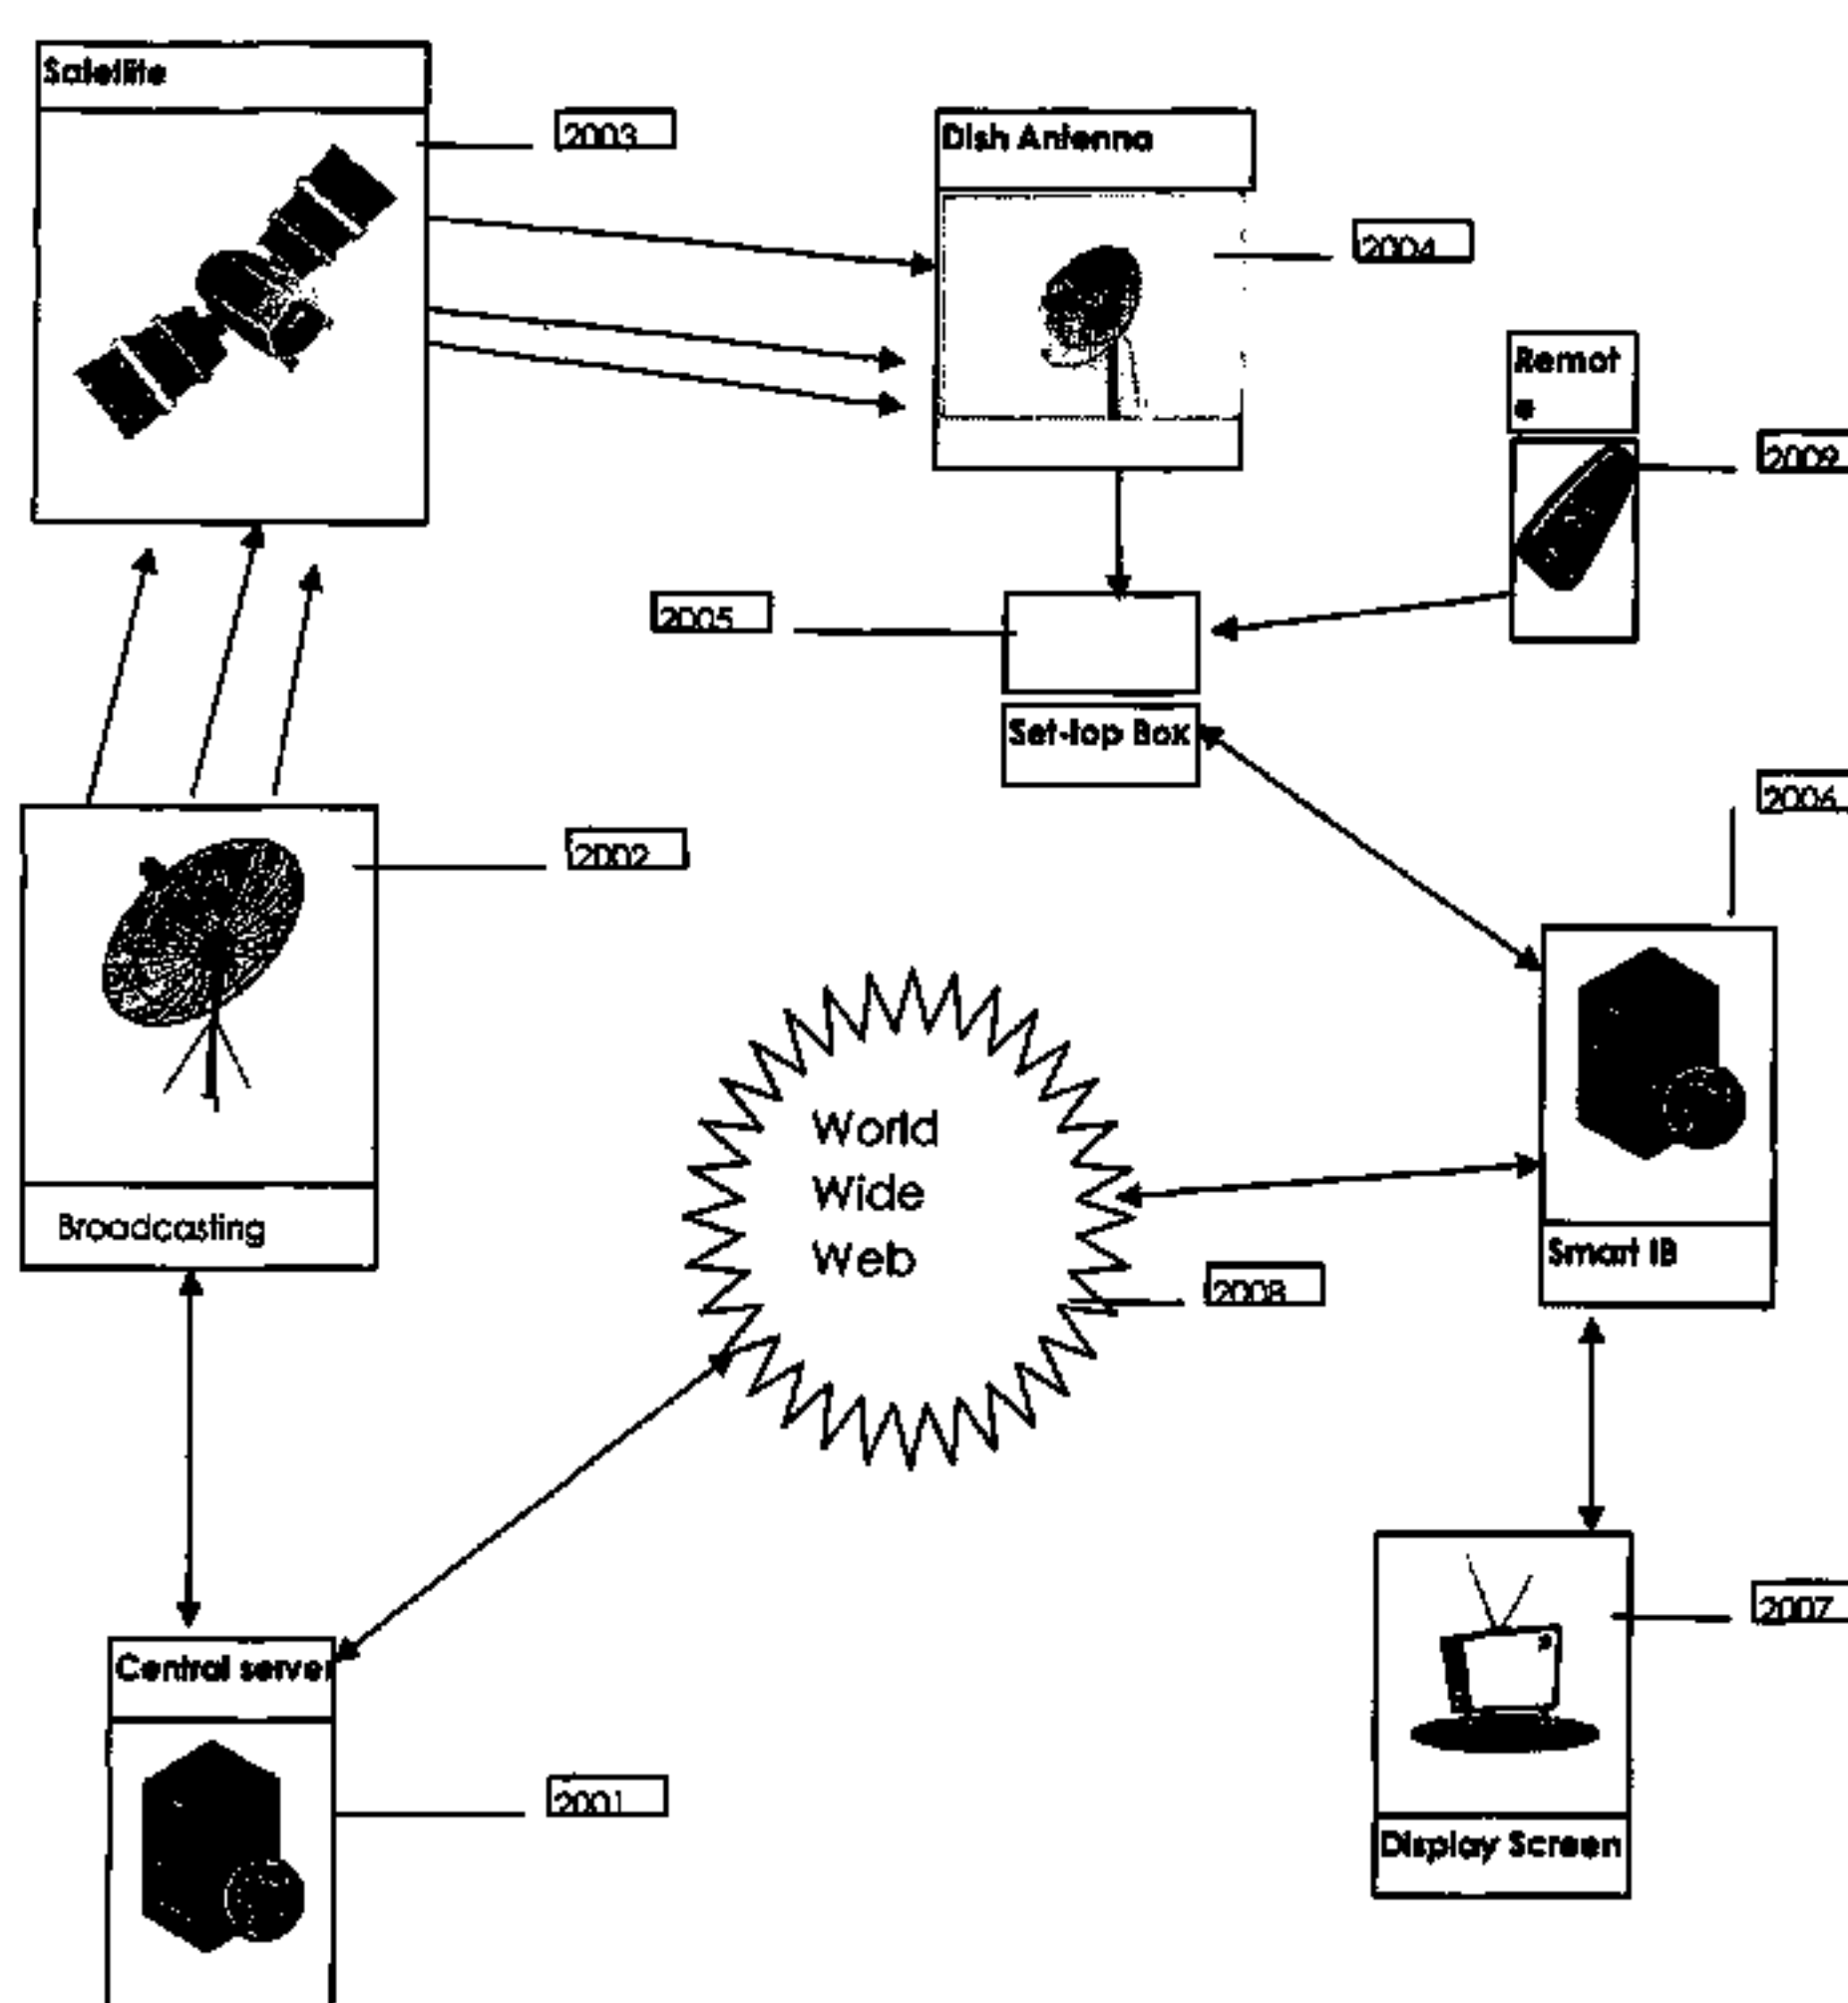 Satellite
2003
Dish Antenna
2004
Remot
e
2009
2005
Set-top Box
2006
2002
Broadcasting
World
Wide
Web
2008
Smart IB
Central server
2001
2007
Display Screen